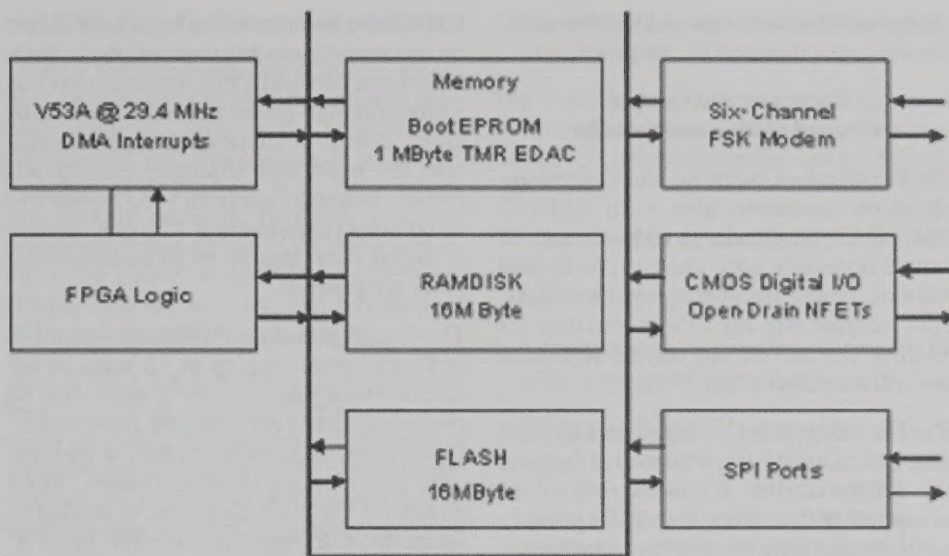 V53A @ 29.4 MHz
DMA Interrupts
Memory
Boot EPROM
1 MByte TMR EDAC
Six-Channel
FSK Modem
FPGA Logic
RAMDISK
16M Byte
CMOS Digital I/O
Open Drain NFETs
FLASH
16MByte
SPI Ports